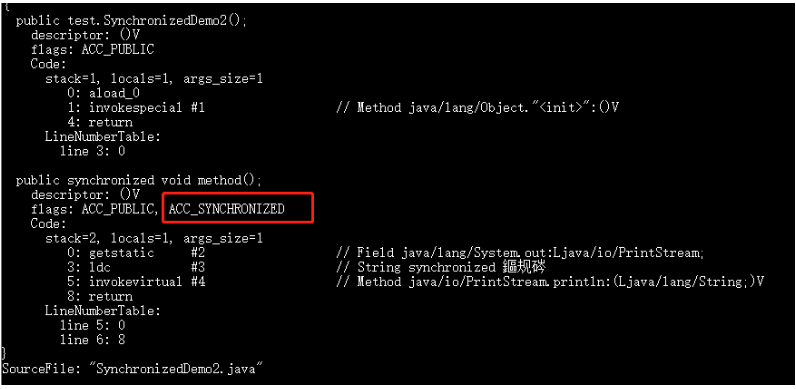 {
public test.SynchronizedDemo2();
descriptor: ()V
flags: ACC_PUBLIC
Code:
stack=1, locals=1, args_size=1
0: aload_0
1: invokespecial #1 // Method java/lang/Object."<init>":()V
4: return
LineNumberTable:
line 3: 0
public synchronized void method();
descriptor: ()V
flags: ACC_PUBLIC, ACC_SYNCHRONIZED
Code:
stack=2, locals=1, args_size=1
0: getstatic #2 // Field java/lang/System.out:Ljava/io/PrintStream;
3: ldc #3 // String synchronized 鏂规硶
5: invokevirtual #4 // Method java/io/PrintStream.println:(Ljava/lang/String;)V
8: return
LineNumberTable:
line 5: 0
line 6: 8
}
SourceFile: "SynchronizedDemo2.java"